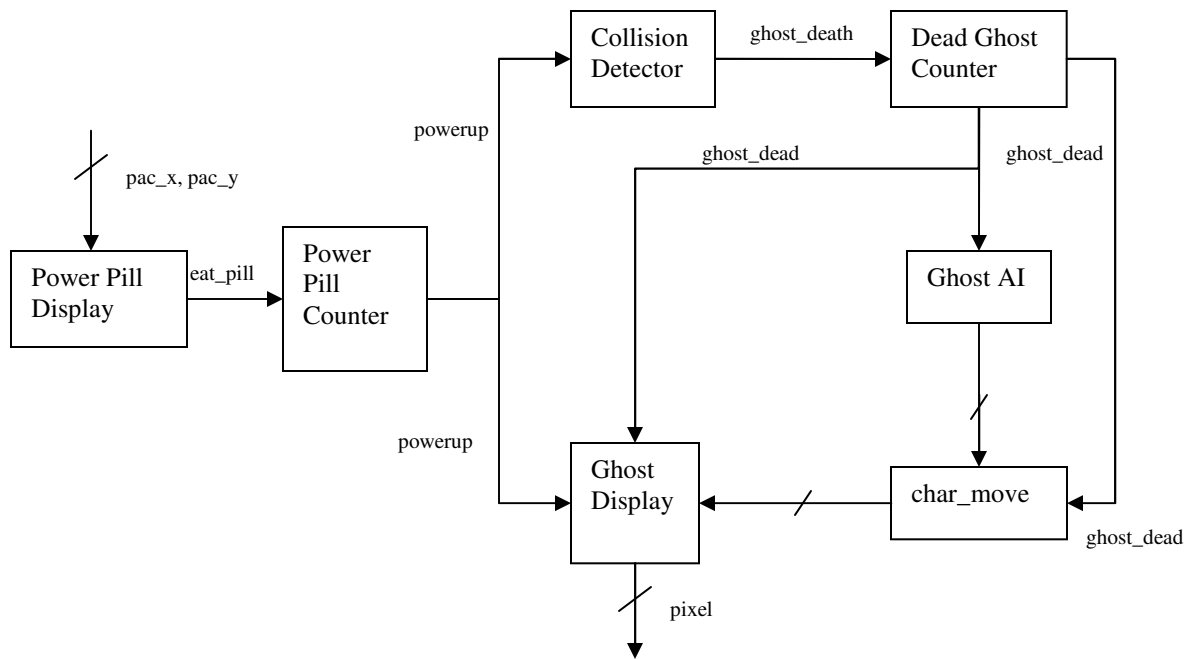 Collision
Detector
ghost_death
Dead Ghost
Counter
powerup
ghost_dead
ghost_dead
pac_x, pac_y
Power Pill
Display
eat_pill
Power
Pill
Counter
Ghost AI
powerup
Ghost
Display
char_move
ghost_dead
pixel